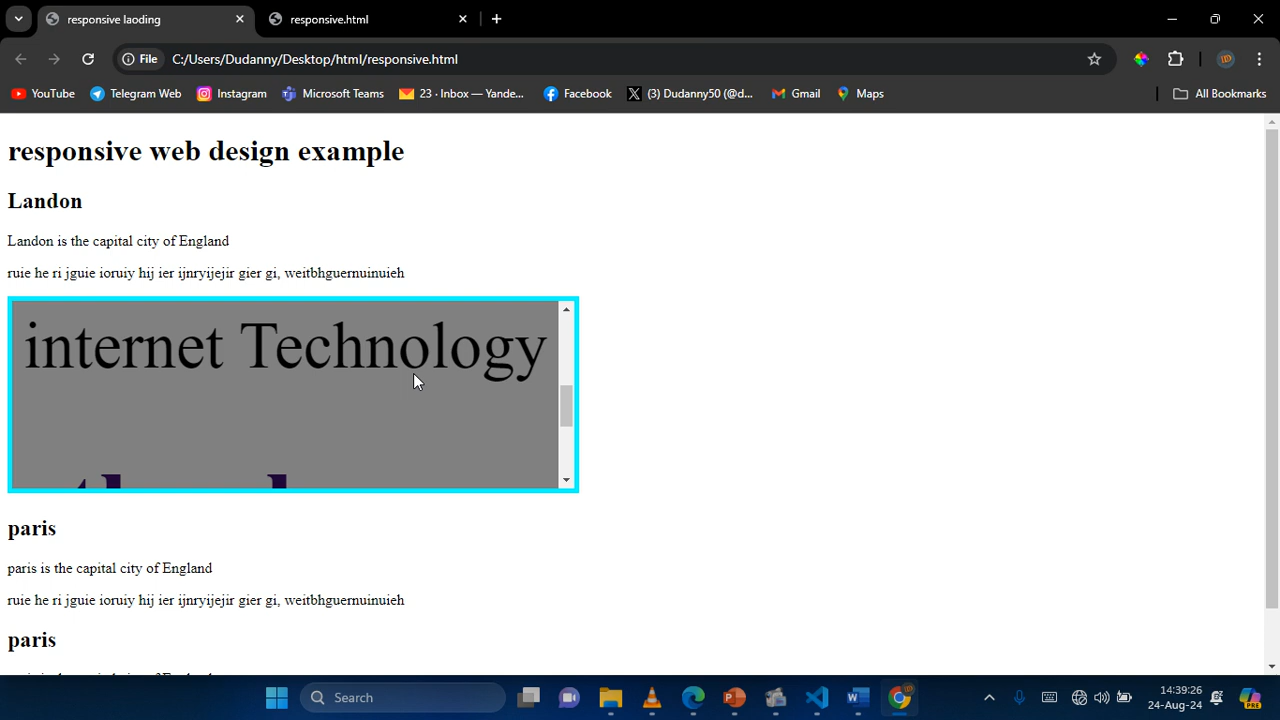 responsive laoding
responsive.html
File
C:/Users/Dudanny/Desktop/html/responsive.html
YouTube
Telegram Web
Instagram
Microsoft Teams
23 · Inbox — Yande...
Facebook
(3) Dudanny50 (@d...
Gmail
Maps
All Bookmarks
responsive web design example
Landon
Landon is the capital city of England
ruie he ri jguie ioruiy hij ier ijnryijejir gier gi, weitbhguernuinuieh
internet Technology
paris
paris is the capital city of England
ruie he ri jguie ioruiy hij ier ijnryijejir gier gi, weitbhguernuinuieh
paris
Search
14:39:26
24-Aug-24
PRE